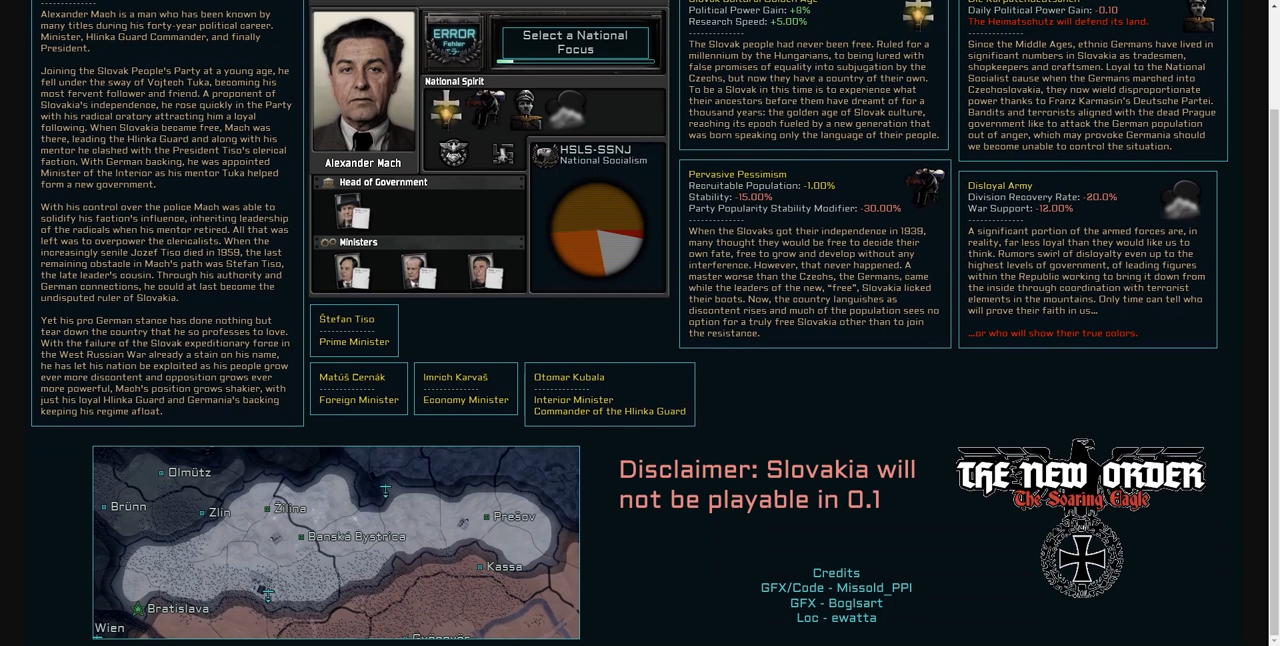 Alexander Mach is a man who has been known by
many titles during his forty-year political career.
Minister, Hlinka Guard Commander, and finally
President.
Joining the Slovak People's Party at a young age, he
fell under the sway of Vojtech Tuka, becoming his
most fervent follower and friend. A proponent of
Slovakia's independence, he rose quickly in the Party
with his radical oratory attracting him a loyal
following. When Slovakia became free, Mach was
there, leading the Hlinka Guard and along with his
mentor he clashed with the President Tiso's clerical
faction. With German backing, he was appointed
Minister of the Interior as his mentor Tuka helped
form a new government.
With his control over the police Mach was able to
solidify his faction's influence, inheriting leadership
of the radicals when his mentor retired. All that was
left was to overpower the clericalists. When the
increasingly senile Jozef Tiso died in 1959, the last
remaining obstacle in Mach's path was Stefan Tiso,
the late leader's cousin. Through his authority and
German connections, he could at last become the
undisputed ruler of Slovakia.
Yet his pro German stance has done nothing but
tear down the country that he so professes to love.
With the failure of the Slovak expeditionary force in
the West Russian War already a stain on his name,
he has let his nation be exploited as his people grow
ever more discontent and opposition grows ever
more powerful, Mach's position grows shakier, with
just his loyal Hlinka Guard and Germania's backing
keeping his regime afloat.
ERROR
Fehler
Select a National
Focus
National Spirit
Alexander Mach
HSLS-SSNJ
National Socialism
Head of Government
Ministers
Štefan Tiso
--------------
Prime Minister
Matúš Černák
--------------
Foreign Minister
Imrich Karvaš
--------------
Economy Minister
Otomar Kubala
--------------
Interior Minister
Commander of the Hlinka Guard
Slovak Cultural Golden Age
Political Power Gain: +8%
Research Speed: +5.00%
--------------
The Slovak people had never been free. Ruled for a
millennium by the Hungarians, to being lured with
false promises of equality into subjugation by the
Czechs, but now they have a country of their own.
To be a Slovak in this time is to experience what
their ancestors before them have dreamt of for a
thousand years: the golden age of Slovak culture,
reaching its epoch fueled by a new generation that
was born speaking only the language of their people.
Pervasive Pessimism
Recruitable Population: -1.00%
Stability: -15.00%
Party Popularity Stability Modifier: -30.00%
--------------
When the Slovaks got their independence in 1939,
many thought they would be free to decide their
own fate, free to grow and develop without any
interference. However, that never happened. A
master worse than the Czechs, the Germans, came
while the leaders of the new, "free", Slovakia licked
their boots. Now, the country languishes as
discontent rises and much of the population sees no
option for a truly free Slovakia other than to join
the resistance.
Die Karpatendeutschen
Daily Political Power Gain: -0.10
The Heimatschutz will defend its land.
--------------
Since the Middle Ages, ethnic Germans have lived in
significant numbers in Slovakia as tradesmen,
shopkeepers and craftsmen. Loyal to the National
Socialist cause when the Germans marched into
Czechoslovakia, they now wield disproportionate
power thanks to Franz Karmasin's Deutsche Partei.
Bandits and terrorists aligned with the dead Prague
government like to attack the German population
out of anger, which may provoke Germania should
we become unable to control the situation.
Disloyal Army
Division Recovery Rate: -20.0%
War Support: -12.00%
--------------
A significant portion of the armed forces are, in
reality, far less loyal than they would like us to
think. Rumors swirl of disloyalty even up to the
highest levels of government, of leading figures
within the Republic working to bring it down from
the inside through coordination with terrorist
elements in the mountains. Only time can tell who
will prove their faith in us...
...or who will show their true colors.
Olmütz
Brünn
Zlín
Žilina
Banská Bystrica
Prešov
Kassa
Bratislava
Wien
Gyongyos
Disclaimer: Slovakia will
not be playable in 0.1
THE NEW ORDER
The Soaring Eagle
Credits
GFX/Code - Missold_PPI
GFX - Boglsart
Loc - ewatta